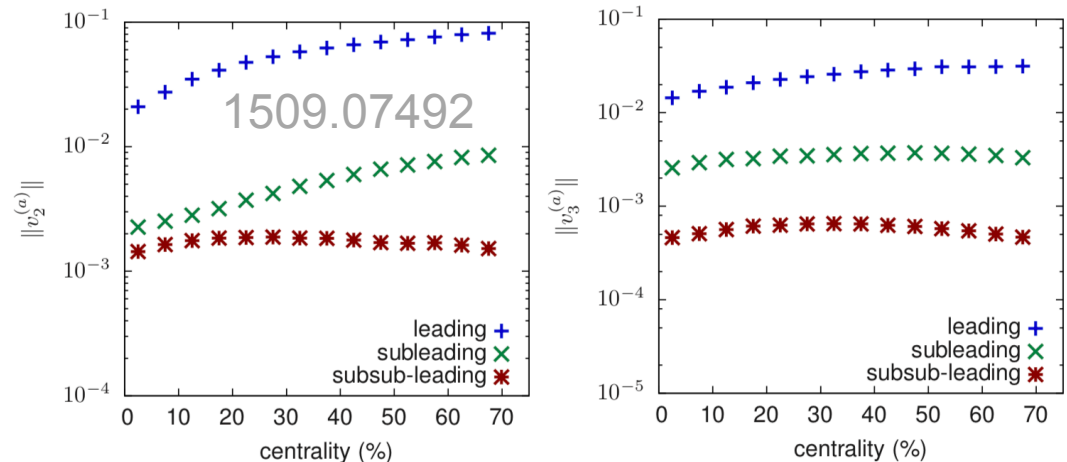 10^{-1}
10^{-2}
10^{-3}
10^{-4}
‖v_2^{(a)}‖
1509.07492
leading
subleading
subsub-leading
0 10 20 30 40 50 60 70
centrality (%)
10^{-1}
10^{-2}
10^{-3}
10^{-4}
10^{-5}
‖v_3^{(a)}‖
leading
subleading
subsub-leading
0 10 20 30 40 50 60 70
centrality (%)